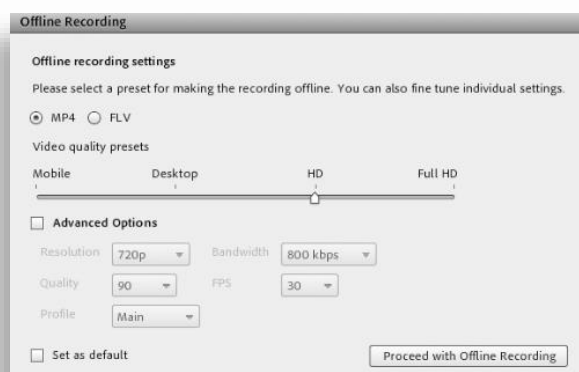 Offline Recording
Offline recording settings
Please select a preset for making the recording offline. You can also fine tune individual settings.
MP4 FLV
Video quality presets
Mobile Desktop HD Full HD
Advanced Options
Resolution 720p Bandwidth 800 kbps
Quality 90 FPS 30
Profile Main
Set as default Proceed with Offline Recording